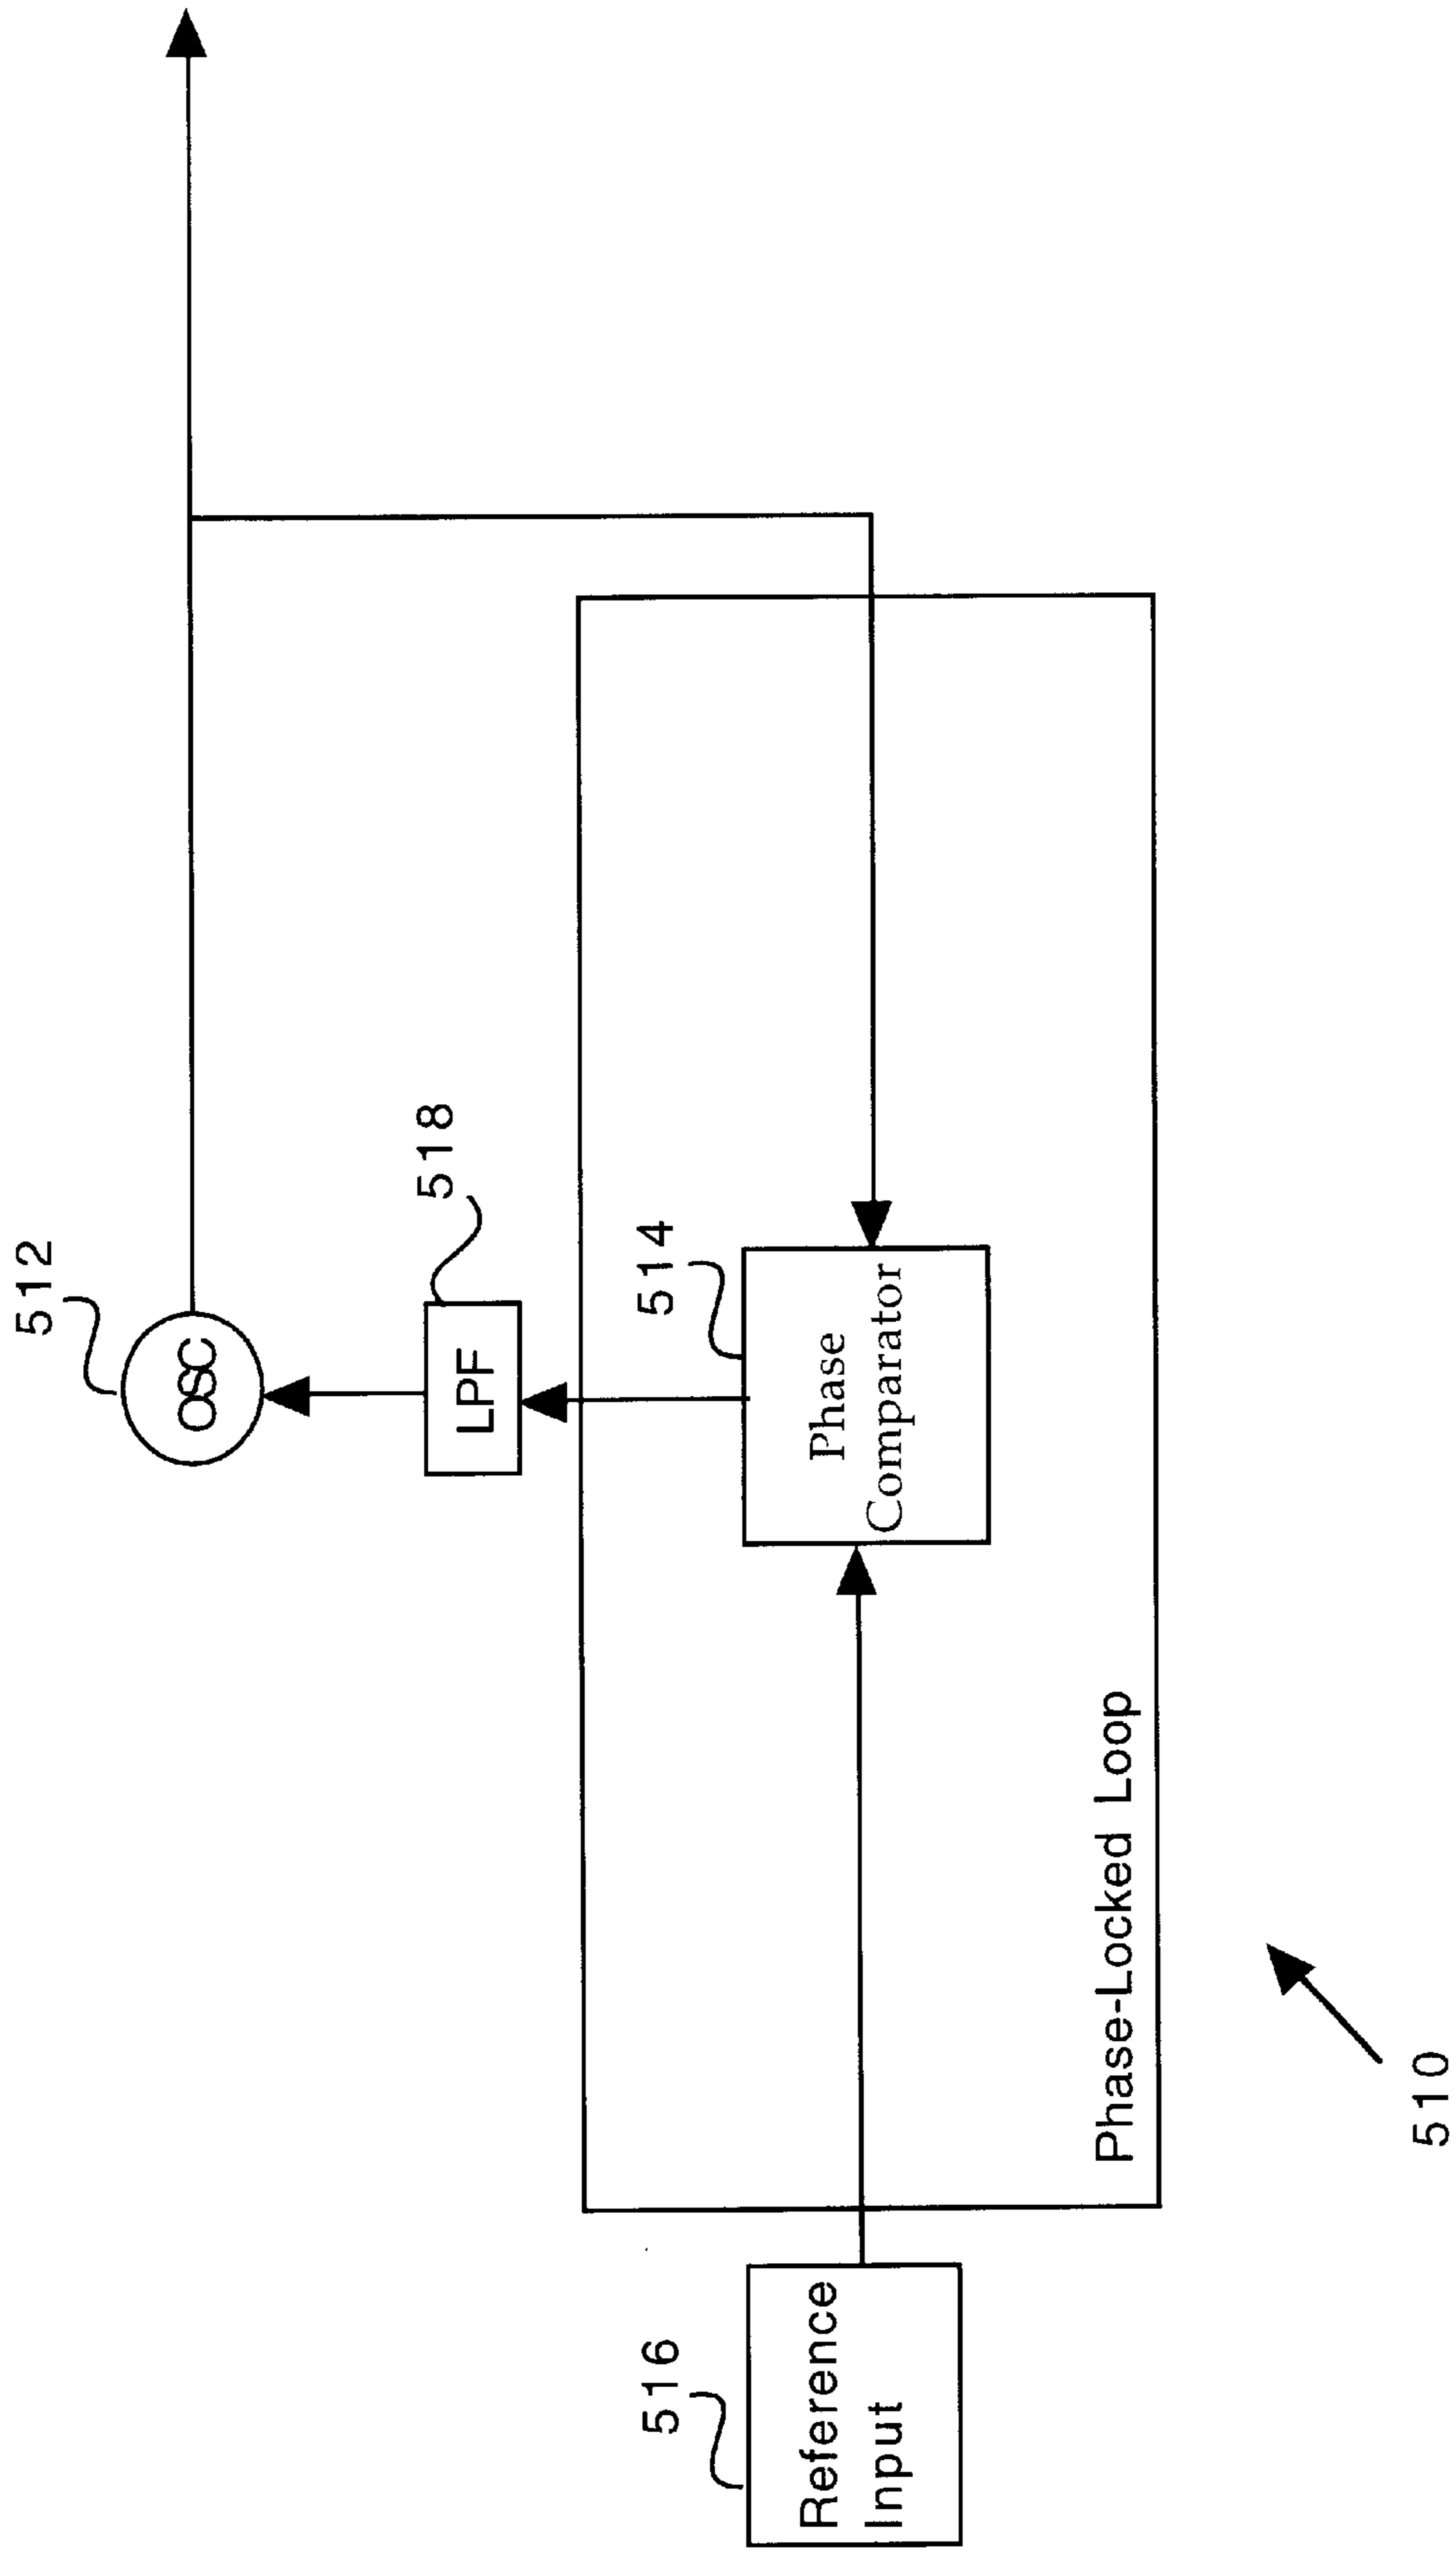 512
OSC
518
LPF
514
Phase
Comparator
516
Reference
Input
Phase-Locked Loop
510